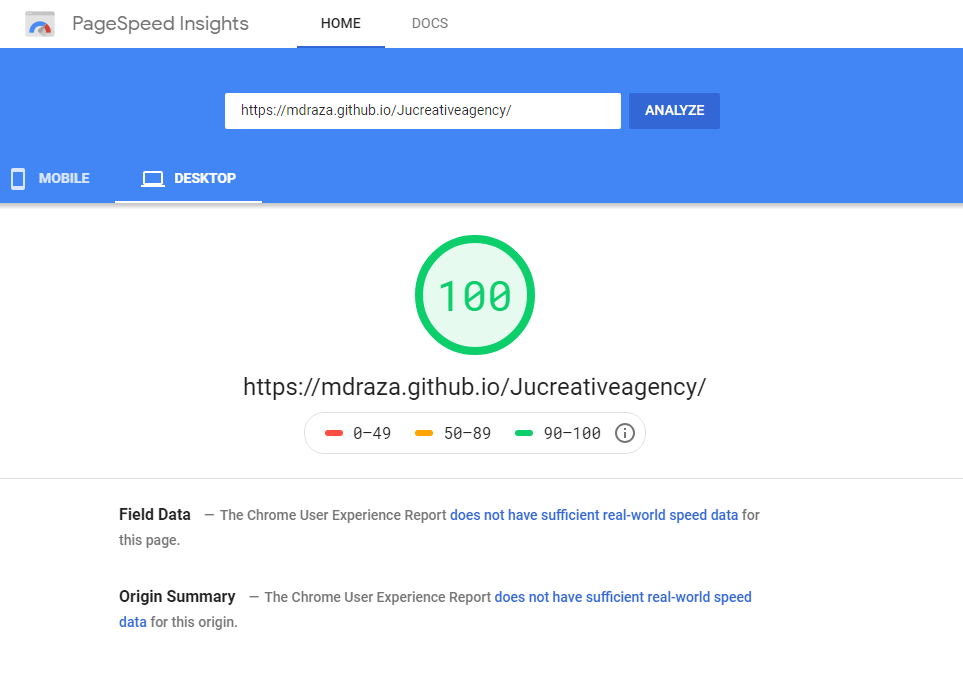 PageSpeed Insights HOME DOCS
https://mdraza.github.io/Jucreativeagency/ ANALYZE
MOBILE DESKTOP
100
https://mdraza.github.io/Jucreativeagency/
0–49 50–89 90–100
Field Data — The Chrome User Experience Report does not have sufficient real-world speed data for
this page.
Origin Summary — The Chrome User Experience Report does not have sufficient real-world speed
data for this origin.